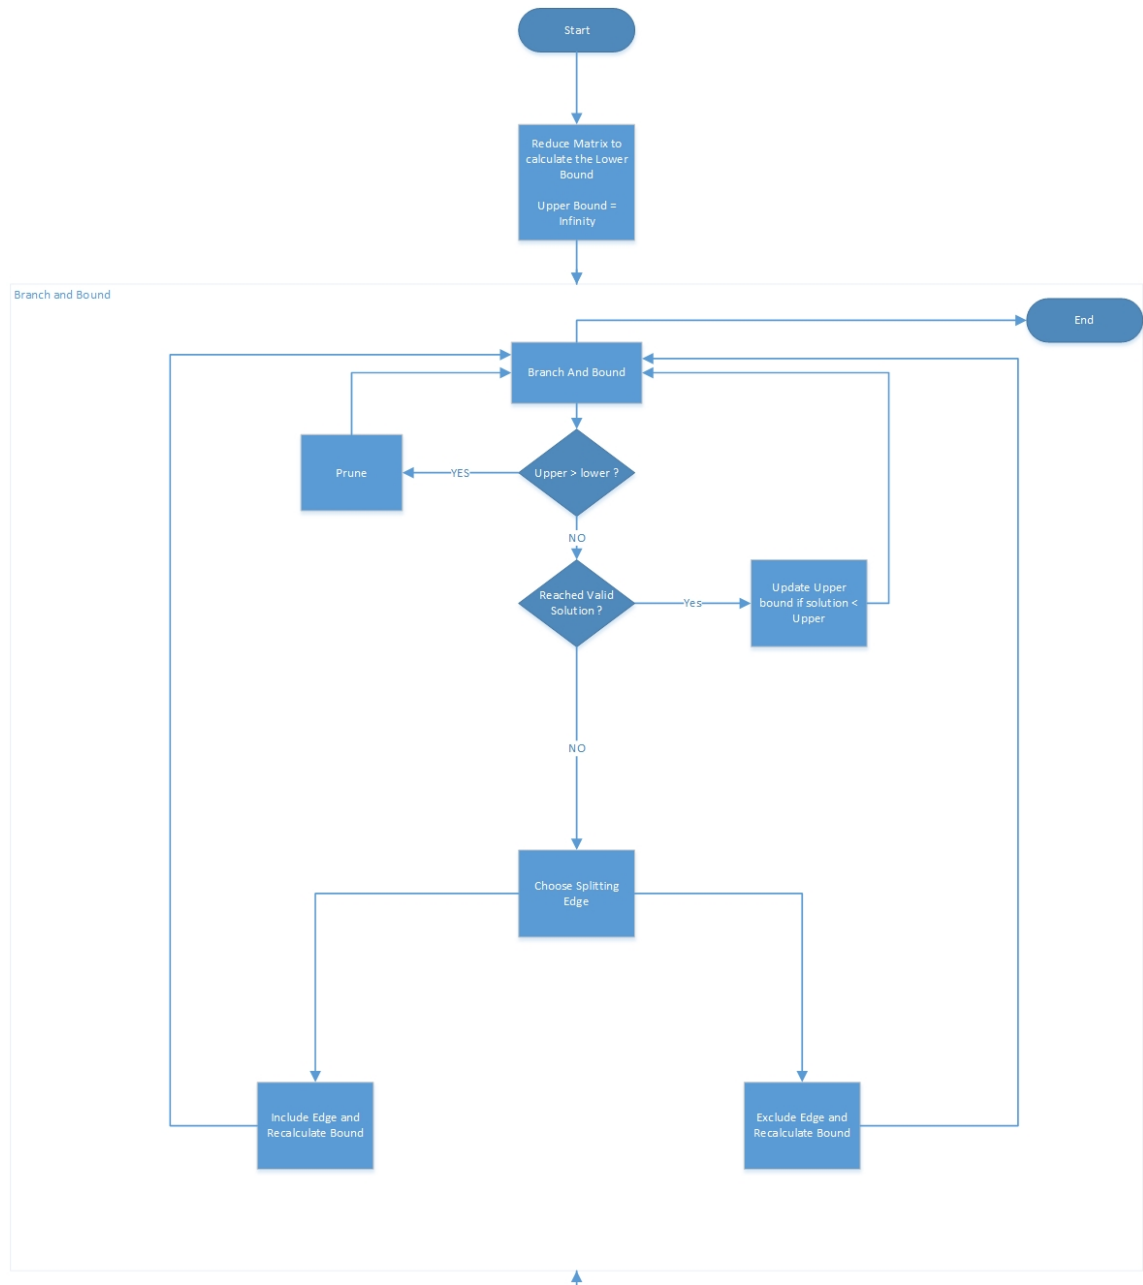 Start
Reduce Matrix to
calculate the Lower
Bound
Upper Bound =
Infinity
Branch and Bound
End
Branch And Bound
Prune
YES
Upper > lower ?
NO
Reached Valid
Solution ?
Yes
Update Upper
bound if solution <
Upper
NO
Choose Splitting
Edge
Include Edge and
Recalculate Bound
Exclude Edge and
Recalculate Bound